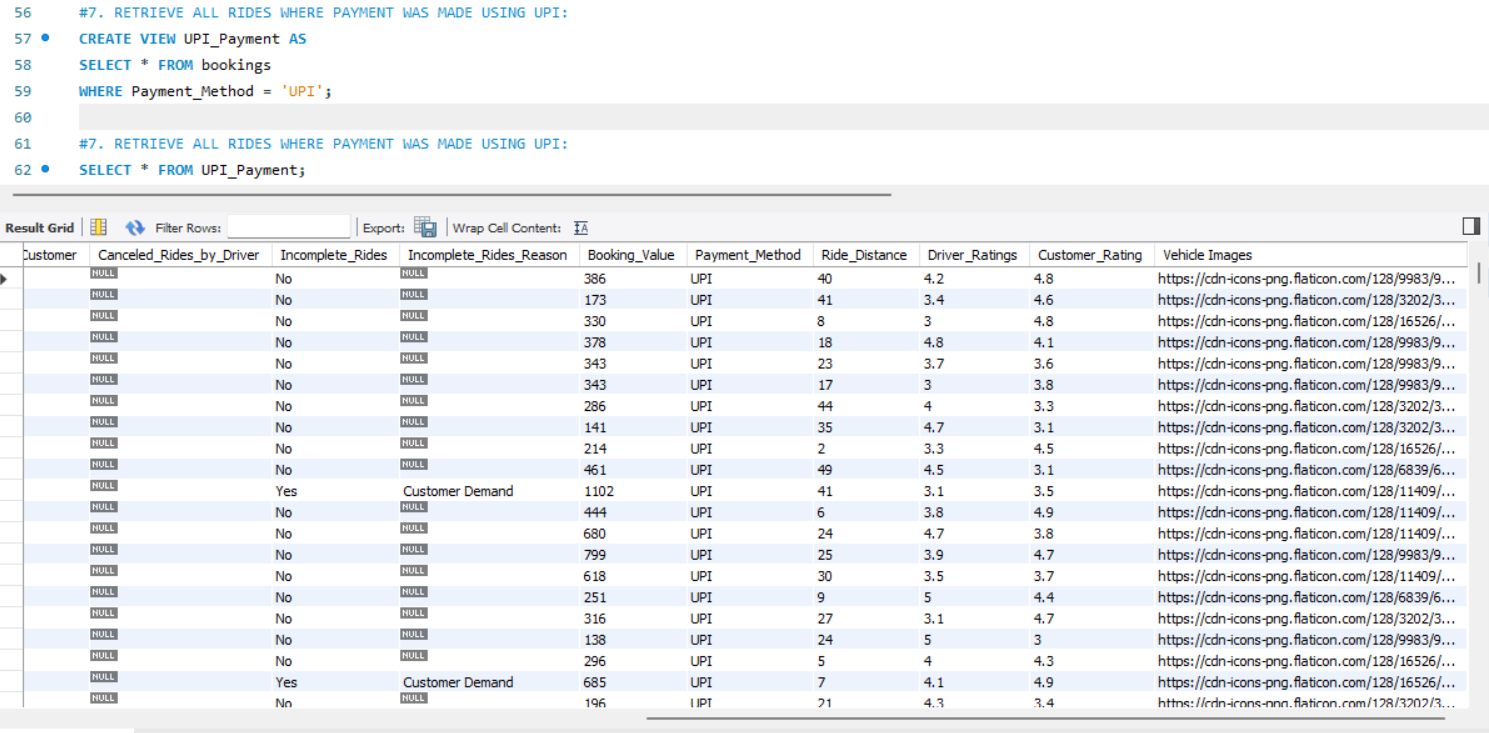 56 #7. RETRIEVE ALL RIDES WHERE PAYMENT WAS MADE USING UPI:
57 CREATE VIEW UPI_Payment AS
58 SELECT * FROM bookings
59 WHERE Payment_Method = 'UPI';
60
61 #7. RETRIEVE ALL RIDES WHERE PAYMENT WAS MADE USING UPI:
62 SELECT * FROM UPI_Payment;
Result Grid Filter Rows: Export: Wrap Cell Content: IA
Customer Canceled_Rides_by_Driver Incomplete_Rides Incomplete_Rides_Reason Booking_Value Payment_Method Ride_Distance Driver_Ratings Customer_Rating Vehicle Images
NULL No NULL 386 UPI 40 4.2 4.8 https://cdn-icons-png.flaticon.com/128/9983/9...
NULL No NULL 173 UPI 41 3.4 4.6 https://cdn-icons-png.flaticon.com/128/3202/3...
NULL No NULL 330 UPI 8 3 4.8 https://cdn-icons-png.flaticon.com/128/16526/...
NULL No NULL 378 UPI 18 4.8 4.1 https://cdn-icons-png.flaticon.com/128/9983/9...
NULL No NULL 343 UPI 23 3.7 3.6 https://cdn-icons-png.flaticon.com/128/9983/9...
NULL No NULL 343 UPI 17 3 3.8 https://cdn-icons-png.flaticon.com/128/9983/9...
NULL No NULL 286 UPI 44 4 3.3 https://cdn-icons-png.flaticon.com/128/3202/3...
NULL No NULL 141 UPI 35 4.7 3.1 https://cdn-icons-png.flaticon.com/128/3202/3...
NULL No NULL 214 UPI 2 3.3 4.5 https://cdn-icons-png.flaticon.com/128/16526/...
NULL No NULL 461 UPI 49 4.5 3.1 https://cdn-icons-png.flaticon.com/128/6839/6...
NULL Yes Customer Demand 1102 UPI 41 3.1 3.5 https://cdn-icons-png.flaticon.com/128/11409/...
NULL No NULL 444 UPI 6 3.8 4.9 https://cdn-icons-png.flaticon.com/128/11409/...
NULL No NULL 680 UPI 24 4.7 3.8 https://cdn-icons-png.flaticon.com/128/11409/...
NULL No NULL 799 UPI 25 3.9 4.7 https://cdn-icons-png.flaticon.com/128/9983/9...
NULL No NULL 618 UPI 30 3.5 3.7 https://cdn-icons-png.flaticon.com/128/11409/...
NULL No NULL 251 UPI 9 5 4.4 https://cdn-icons-png.flaticon.com/128/6839/6...
NULL No NULL 316 UPI 27 3.1 4.7 https://cdn-icons-png.flaticon.com/128/3202/3...
NULL No NULL 138 UPI 24 5 3 https://cdn-icons-png.flaticon.com/128/9983/9...
NULL No NULL 296 UPI 5 4 4.3 https://cdn-icons-png.flaticon.com/128/16526/...
NULL Yes Customer Demand 685 UPI 7 4.1 4.9 https://cdn-icons-png.flaticon.com/128/16526/...
NULL No NULL 196 UPI 21 4.3 3.4 https://cdn-icons-png.flaticon.com/128/3202/3...